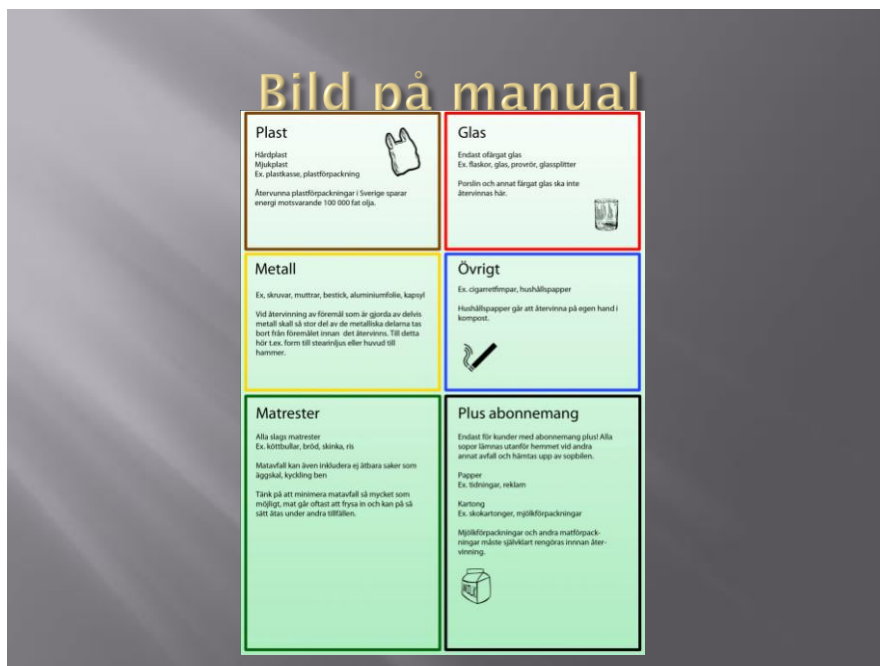 Bild på manual
Plast
Hårdplast
Mjukplast
Ex. plastkasse, plastförpackning
Återvunna plastförpackningar i Sverige sparar
energi motsvarande 100 000 fat olja.
Glas
Endast ofärgat glas
Ex. flaskor, glas, provrör, glassplitter
Porslin och annat färgat glas ska inte
återvinnas här.
Metall
Ex, skruvar, muttrar, bestick, aluminiumfolie, kapsyl
Vid återvinning av föremål som är gjorda av delvis
metall skall så stor del av de metalliska delarna tas
bort från föremålet innan det återvinns. Till detta
hör t.ex. form till stearinljus eller huvud till
hammer.
Övrigt
Ex. cigarretfimpar, hushållspapper
Hushållspapper går att återvinna på egen hand i
kompost.
Matrester
Alla slags matrester
Ex. köttbullar, bröd, skinka, ris
Matavfall kan även inkludera ej ätbara saker som
äggskal, kyckling ben
Tänk på att minimera matavfall så mycket som
möjligt, mat går oftast att frysa in och kan på så
sätt ätas under andra tillfällen.
Plus abonnemang
Endast för kunder med abonnemang plus! Alla
sopor lämnas utanför hemmet vid andra
annat avfall och hämtas upp av sopbilen.
Papper
Ex. tidningar, reklam
Kartong
Ex. skokartonger, mjölkförpackningar
Mjölkförpackningar och andra matförpack-
ningar måste självklart rengöras innnan åter-
vinning.
MILK